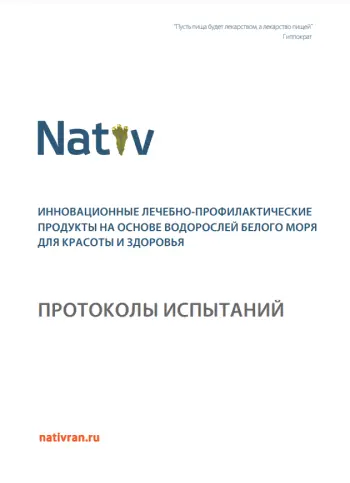 "Пусть пища будет лекарством, а лекарство пищей"
Гиппократ
Nativ
ИННОВАЦИОННЫЕ ЛЕЧЕБНО-ПРОФИЛАКТИЧЕСКИЕ
ПРОДУКТЫ НА ОСНОВЕ ВОДОРОСЛЕЙ БЕЛОГО МОРЯ
ДЛЯ КРАСОТЫ И ЗДОРОВЬЯ
ПРОТОКОЛЫ ИСПЫТАНИЙ
nativran.ru